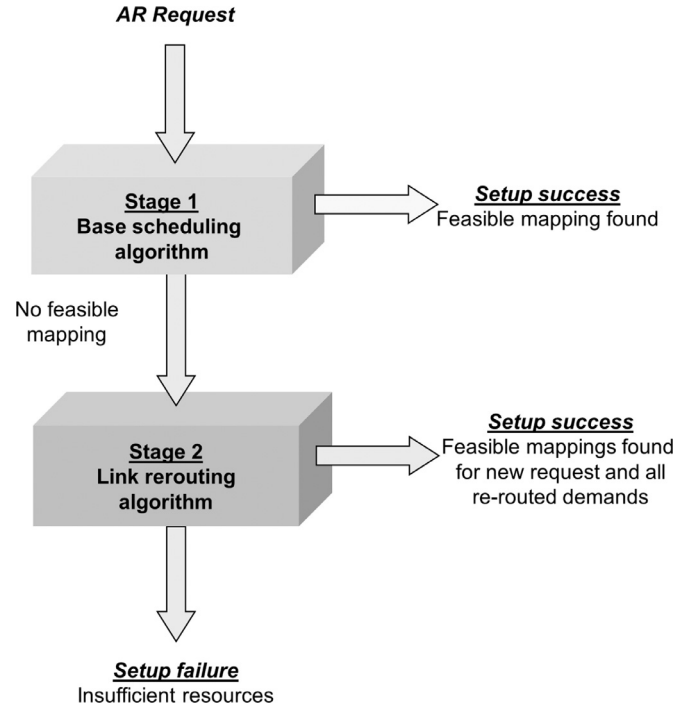 AR Request
Stage 1
Base scheduling
algorithm
Setup success
Feasible mapping found
No feasible
mapping
Stage 2
Link rerouting
algorithm
Setup success
Feasible mappings found
for new request and all
re-routed demands
Setup failure
Insufficient resources